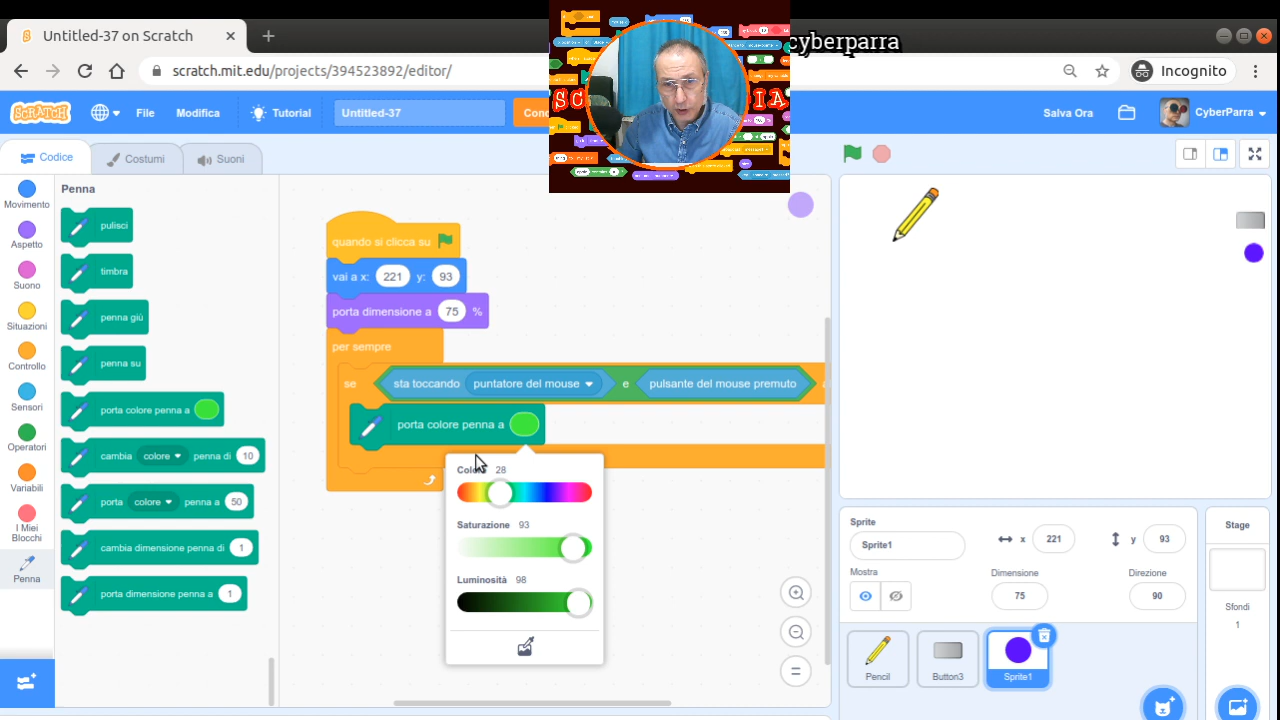 Untitled-37 on Scratch
cyberparra
scratch.mit.edu/projects/394523892/editor/
Incognito
SCRATCH
File
Modifica
Tutorial
Untitled-37
Salva Ora
CyberParra
Codice
Costumi
Suoni
Movimento
Aspetto
Suono
Situazioni
Controllo
Sensori
Operatori
Variabili
I Miei
Blocchi
Penna
Penna
pulisci
timbra
penna giù
penna su
porta colore penna a
cambia colore penna di 10
porta colore penna a 50
cambia dimensione penna di 1
porta dimensione penna a 1
quando si clicca su
vai a x: 221 y: 93
porta dimensione a 75 %
per sempre
se sta toccando puntatore del mouse e pulsante del mouse premuto
porta colore penna a
Colore 28
Saturazione 93
Luminosità 98
Sprite
Sprite1
x 221
y 93
Mostra
Dimensione
75
Direzione
90
Pencil
Button3
Sprite1
Stage
Sfondi
1